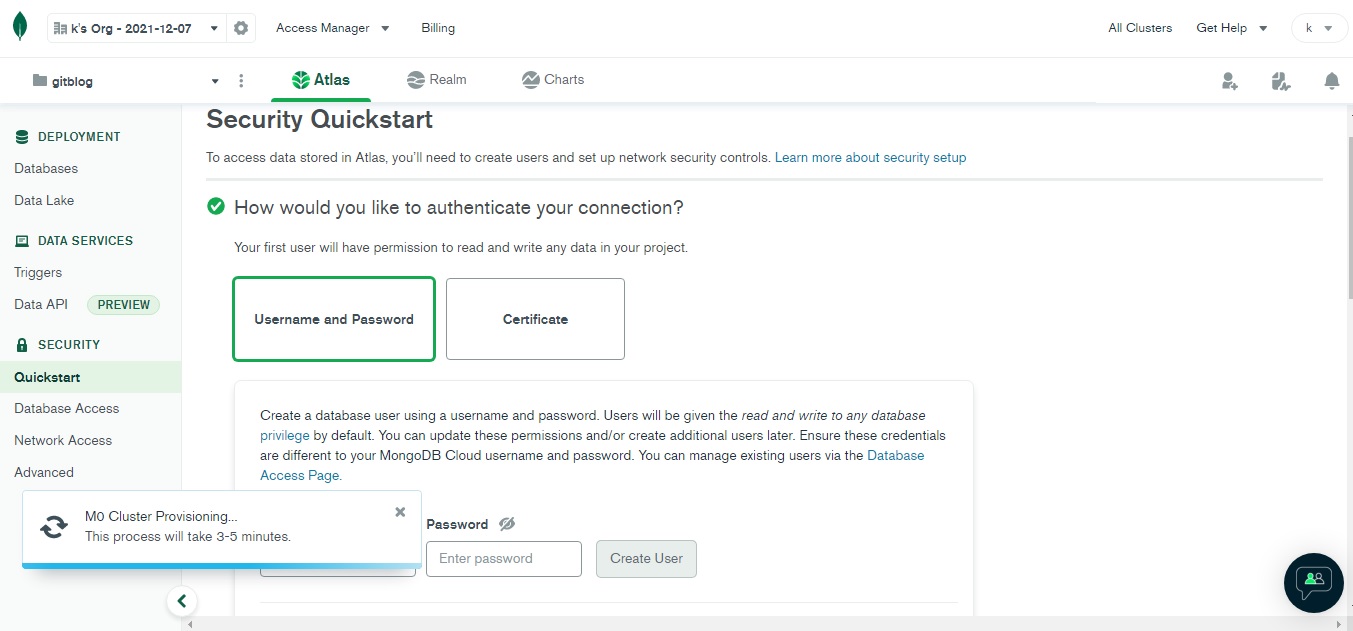 k's Org - 2021-12-07 Access Manager Billing All Clusters Get Help k
gitblog Atlas Realm Charts
DEPLOYMENT
Databases
Data Lake
DATA SERVICES
Triggers
Data API PREVIEW
SECURITY
Quickstart
Database Access
Network Access
Advanced
Security Quickstart
To access data stored in Atlas, you'll need to create users and set up network security controls. Learn more about security setup
How would you like to authenticate your connection?
Your first user will have permission to read and write any data in your project.
Username and Password Certificate
Create a database user using a username and password. Users will be given the read and write to any database
privilege by default. You can update these permissions and/or create additional users later. Ensure these credentials
are different to your MongoDB Cloud username and password. You can manage existing users via the Database
Access Page.
M0 Cluster Provisioning...
This process will take 3-5 minutes.
Password
Enter password Create User